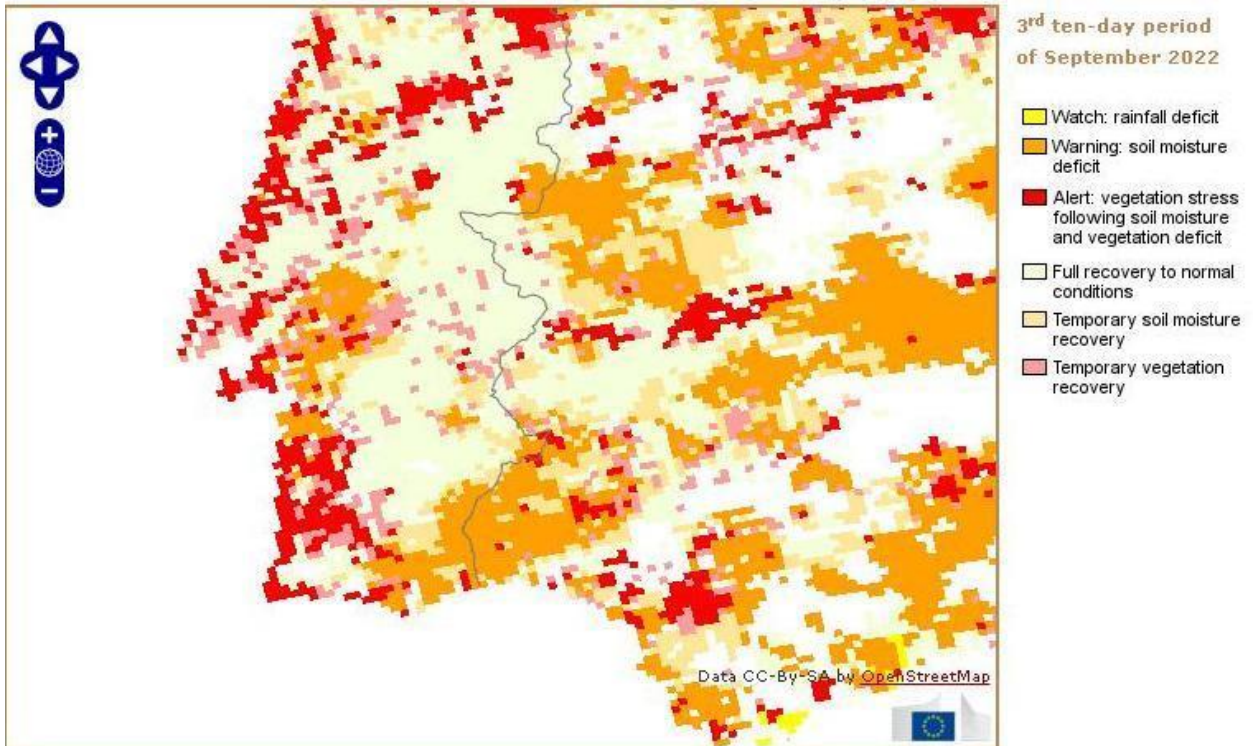 3rd ten-day period
of September 2022
Watch: rainfall deficit
Warning: soil moisture
deficit
Alert: vegetation stress
following soil moisture
and vegetation deficit
Full recovery to normal
conditions
Temporary soil moisture
recovery
Temporary vegetation
recovery
Data CC-By-SA by OpenStreetMap